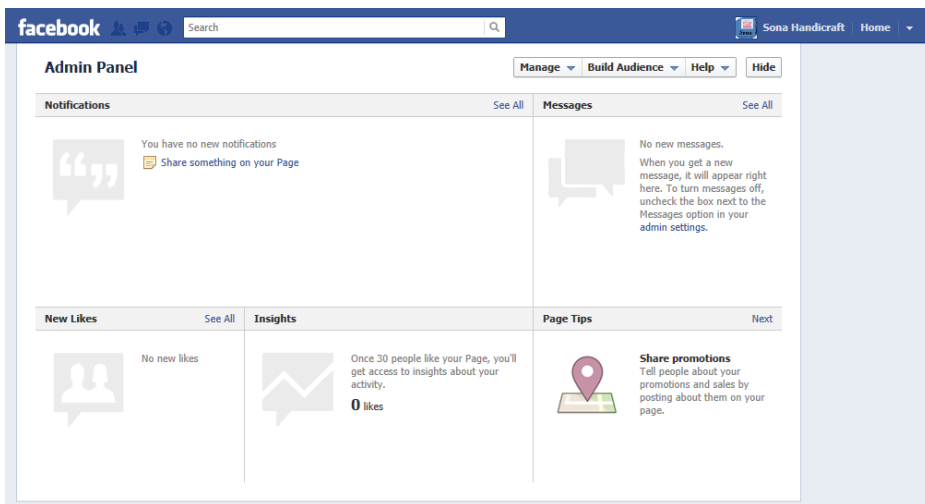 facebook
Search
Sona Handicraft
Home
Admin Panel
Manage
Build Audience
Help
Hide
Notifications
See All
You have no new notifications
Share something on your Page
Messages
See All
No new messages.
When you get a new
message, it will appear right
here. To turn messages off,
uncheck the box next to the
Messages option in your
admin settings.
New Likes
See All
No new likes
Insights
Once 30 people like your Page, you'll
get access to insights about your
activity.
0 likes
Page Tips
Next
Share promotions
Tell people about your
promotions and sales by
posting about them on your
page.